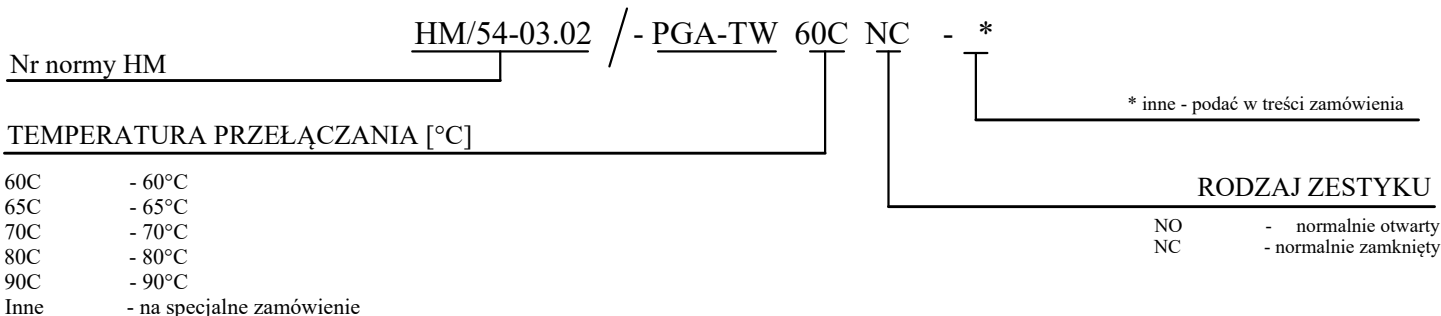 HM/54-03.02 / - PGA-TW 60C NC - *
Nr normy HM
* inne - podać w treści zamówienia
TEMPERATURA PRZEŁĄCZANIA [°C]
60C - 60°C
65C - 65°C
70C - 70°C
80C - 80°C
90C - 90°C
Inne - na specjalne zamówienie
RODZAJ ZESTYKU
NO - normalnie otwarty
NC - normalnie zamknięty